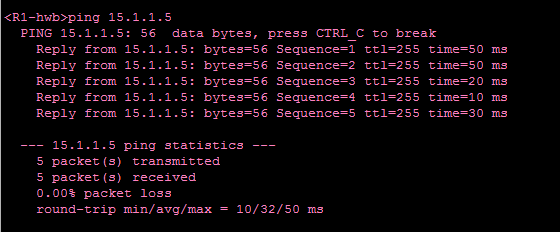 <R1-hwb>ping 15.1.1.5
PING 15.1.1.5: 56  data bytes, press CTRL_C to break
Reply from 15.1.1.5: bytes=56 Sequence=1 ttl=255 time=50 ms
Reply from 15.1.1.5: bytes=56 Sequence=2 ttl=255 time=50 ms
Reply from 15.1.1.5: bytes=56 Sequence=3 ttl=255 time=20 ms
Reply from 15.1.1.5: bytes=56 Sequence=4 ttl=255 time=10 ms
Reply from 15.1.1.5: bytes=56 Sequence=5 ttl=255 time=30 ms
--- 15.1.1.5 ping statistics ---
5 packet(s) transmitted
5 packet(s) received
0.00% packet loss
round-trip min/avg/max = 10/32/50 ms